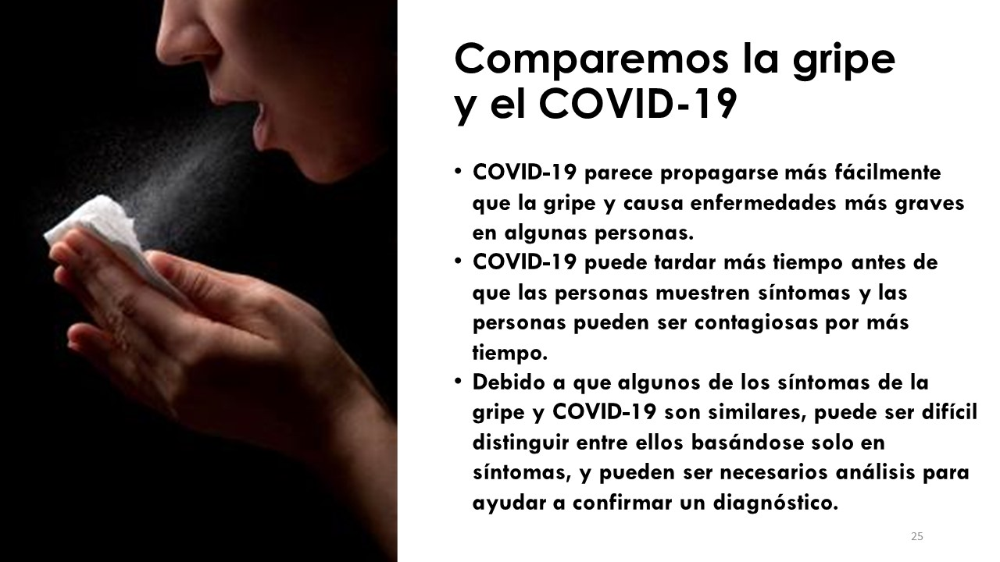 Comparemos la gripe
y el COVID-19
• COVID-19 parece propagarse más fácilmente
que la gripe y causa enfermedades más graves
en algunas personas.
• COVID-19 puede tardar más tiempo antes de
que las personas muestren síntomas y las
personas pueden ser contagiosas por más
tiempo.
• Debido a que algunos de los síntomas de la
gripe y COVID-19 son similares, puede ser difícil
distinguir entre ellos basándose solo en
síntomas, y pueden ser necesarios análisis para
ayudar a confirmar un diagnóstico.
25